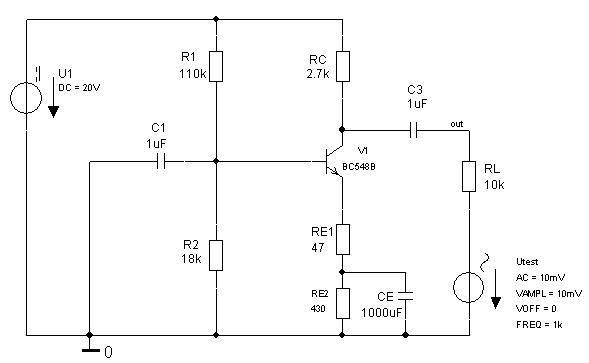 R1
110k
RC
2.7k
U1
DC = 20V
C3
1uF
C1
1uF
out
V1
BC548B
RL
10k
RE1
47
R2
18k
Utest
AC = 10mV
VAMPL = 10mV
VOFF = 0
FREQ = 1k
RE2
430
CE
1000uF
0